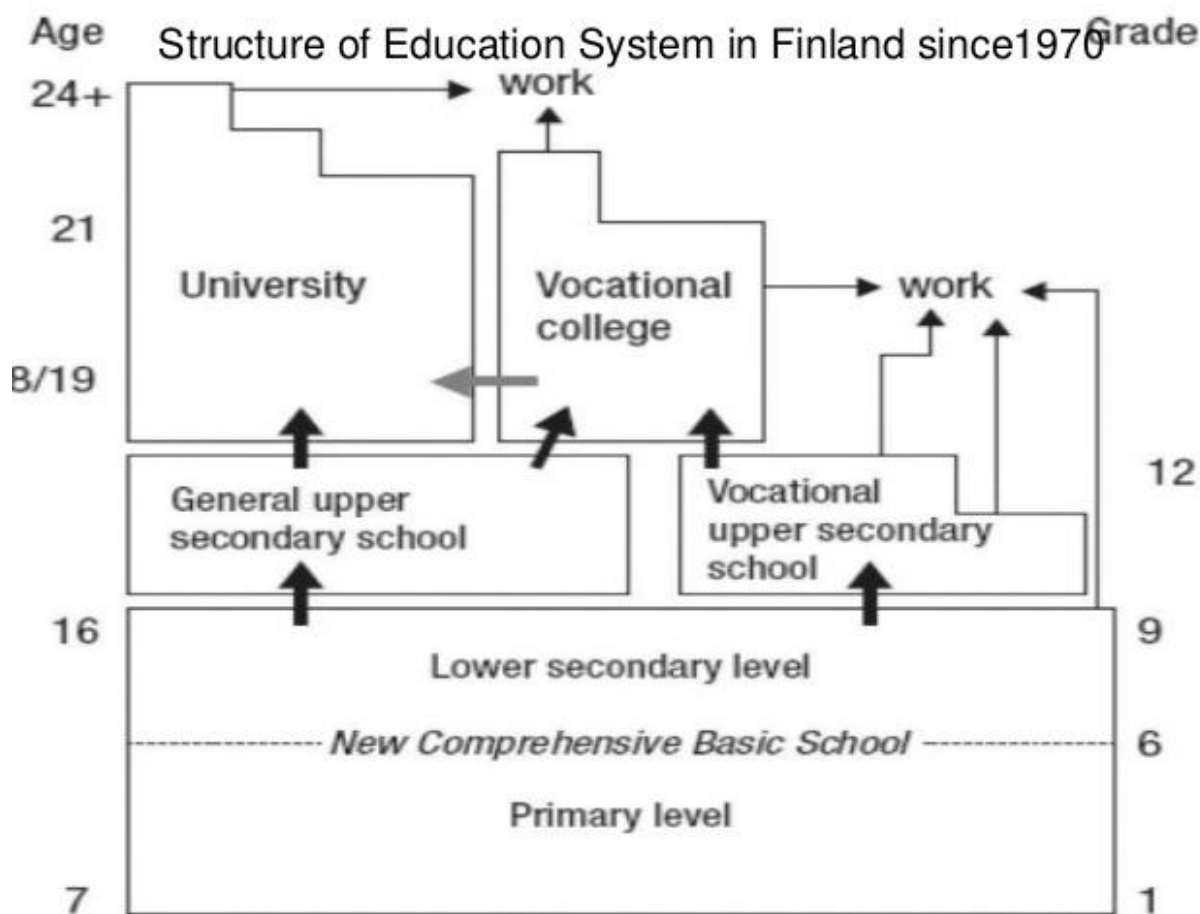 Age
Structure of Education System in Finland since1970
Grade
24+
work
21
University
Vocational
college
work
8/19
12
General upper
secondary school
Vocational
upper secondary
school
16
9
Lower secondary level
New Comprehensive Basic School
6
Primary level
7
1